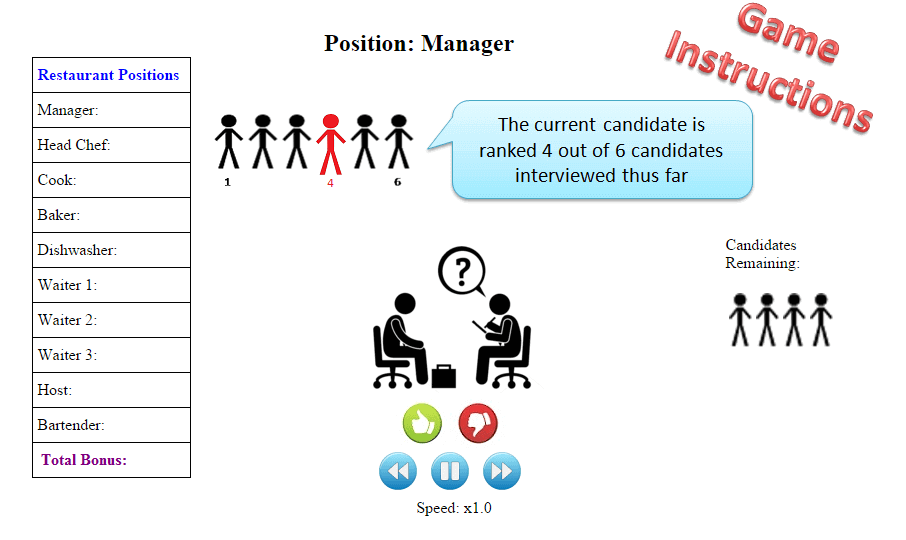 Position: Manager
Game
Instructions
Restaurant Positions
Manager:
Head Chef:
Cook:
Baker:
Dishwasher:
Waiter 1:
Waiter 2:
Waiter 3:
Host:
Bartender:
Total Bonus:
1 4 6
The current candidate is
ranked 4 out of 6 candidates
interviewed thus far
?
Candidates
Remaining:
Speed: x1.0